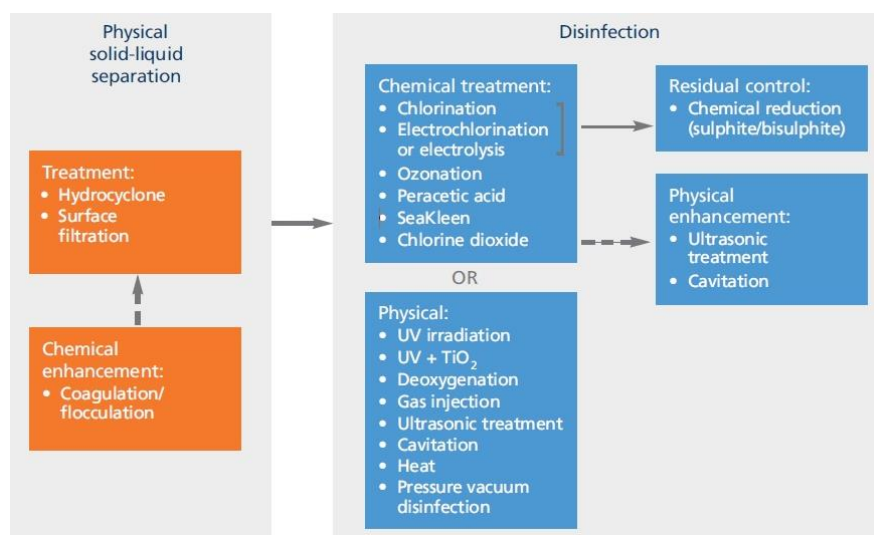 Physical
solid-liquid
separation
Treatment:
• Hydrocyclone
• Surface
filtration
Chemical
enhancement:
• Coagulation/
flocculation
Disinfection
Chemical treatment:
• Chlorination
• Electrochlorination
or electrolysis
• Ozonation
• Peracetic acid
• SeaKleen
• Chlorine dioxide
OR
Physical:
• UV irradiation
• UV + TiO₂
• Deoxygenation
• Gas injection
• Ultrasonic treatment
• Cavitation
• Heat
• Pressure vacuum
disinfection
Residual control:
• Chemical reduction
(sulphite/bisulphite)
Physical
enhancement:
• Ultrasonic
treatment
• Cavitation